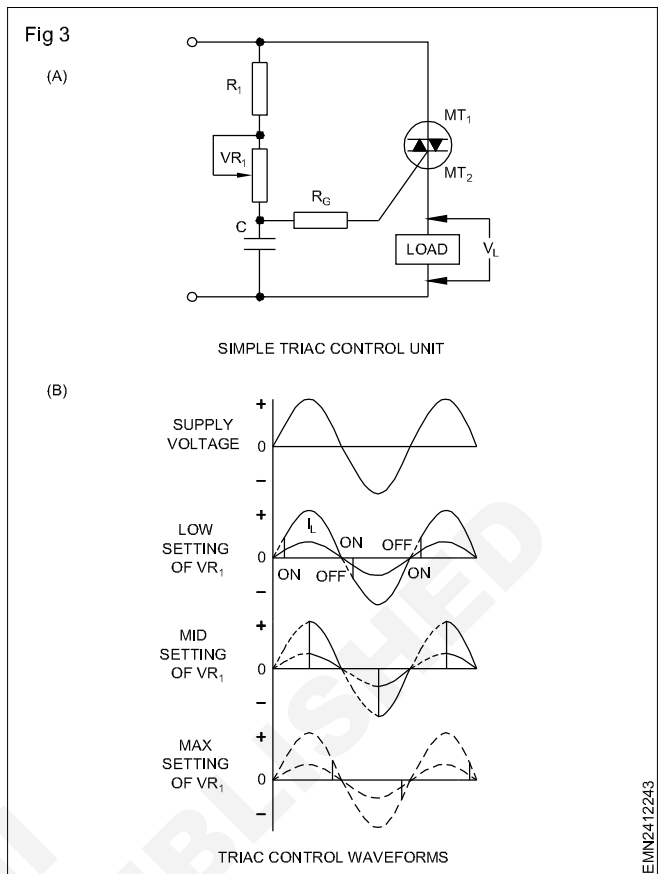 Fig 3
(A)
R1
VR1
C
RG
MT1
MT2
LOAD
VL
SIMPLE TRIAC CONTROL UNIT
(B)
+
SUPPLY
VOLTAGE
0
–
+
LOW
SETTING
OF VR1
0
–
IL
ON
OFF
ON
OFF
ON
+
MID
SETTING
OF VR1
0
–
+
MAX
SETTING
OF VR1
0
–
TRIAC CONTROL WAVEFORMS
EMN2412243